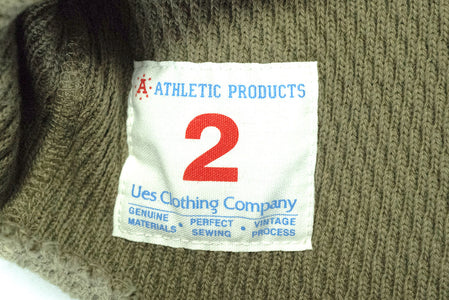 A ATHLETIC PRODUCTS
2
Ues Clothing Company
GENUINE MATERIALS • PERFECT SEWING • VINTAGE PROCESS